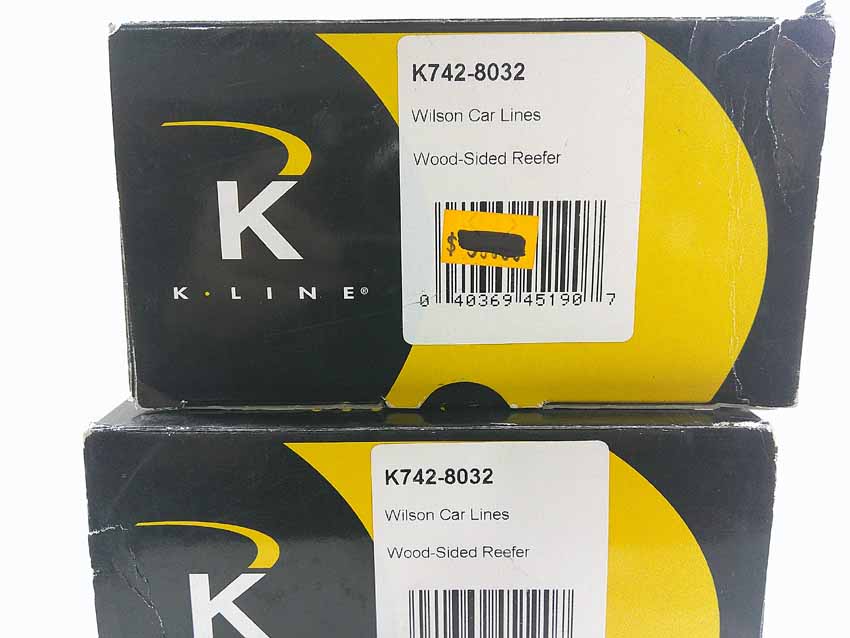 K742-8032
Wilson Car Lines
Wood-Sided Reefer
$
0 40369 45190 7
K
K·LINE®
K742-8032
Wilson Car Lines
Wood-Sided Reefer
K